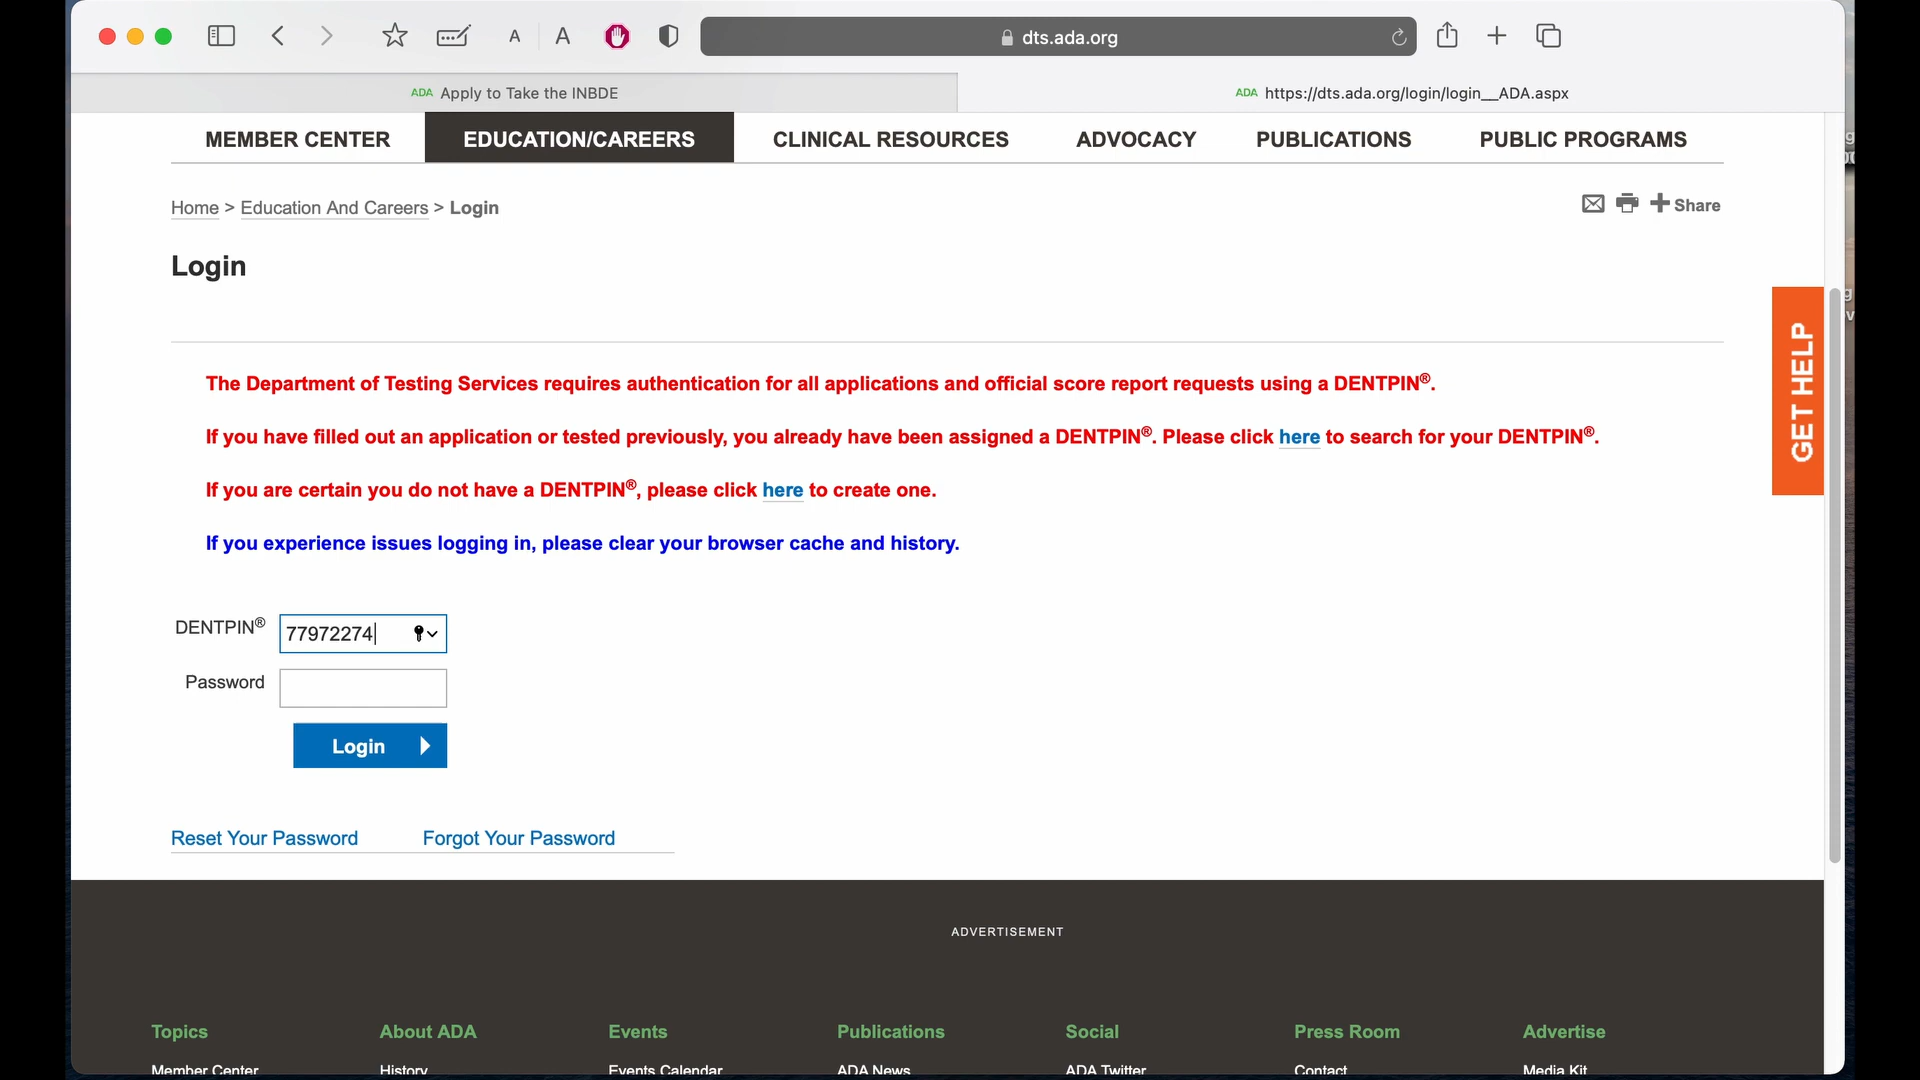 A A dts.ada.org
ADA Apply to Take the INBDE
ADA https://dts.ada.org/login/login__ADA.aspx
MEMBER CENTER EDUCATION/CAREERS CLINICAL RESOURCES ADVOCACY PUBLICATIONS PUBLIC PROGRAMS
Home > Education And Careers > Login
Share
Login
GET HELP
The Department of Testing Services requires authentication for all applications and official score report requests using a DENTPIN®.
If you have filled out an application or tested previously, you already have been assigned a DENTPIN®. Please click here to search for your DENTPIN®.
If you are certain you do not have a DENTPIN®, please click here to create one.
If you experience issues logging in, please clear your browser cache and history.
DENTPIN® 77972274
Password
Login
Reset Your Password Forgot Your Password
ADVERTISEMENT
Topics About ADA Events Publications Social Press Room Advertise
Member Center History Events Calendar ADA News ADA Twitter Contact Media Kit